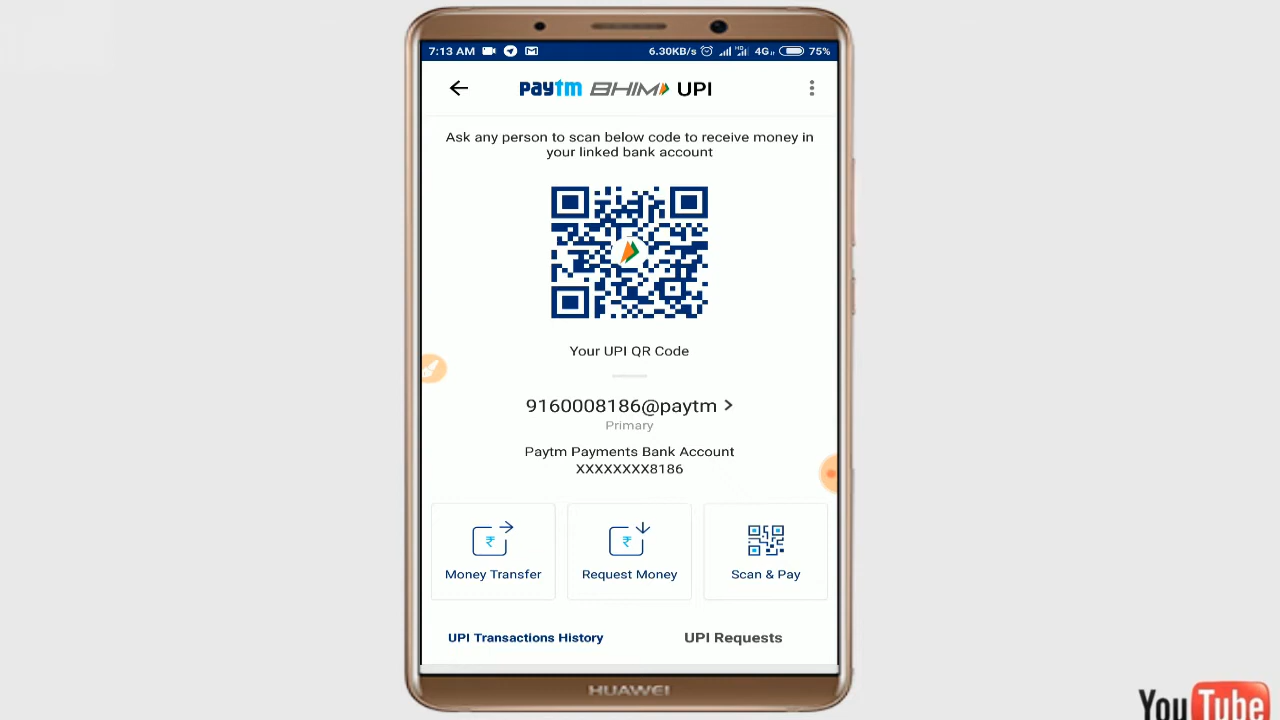 7:13 AM 6.30KB/s HD 4G 75%
paytm BHIM UPI
Ask any person to scan below code to receive money in
your linked bank account
Your UPI QR Code
9160008186@paytm >
Primary
Paytm Payments Bank Account
XXXXXXXX8186
₹ ₹
Money Transfer Request Money Scan & Pay
UPI Transactions History UPI Requests
HUAWEI
YouTube